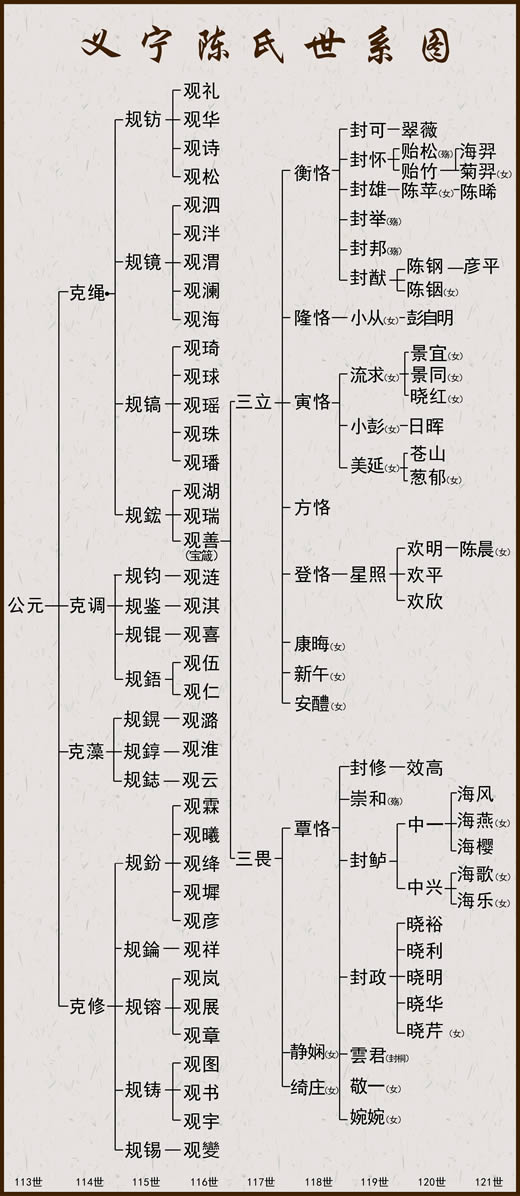 义宁陈氏世系图
公元
克绳
规钫
观礼
观华
观诗
观松
规镜
观泗
观泮
观渭
观澜
观海
规镐
观琦
观球
观瑶
观珠
观璠
规鋐
观湖
观瑞
观善
(宝箴)
三立
衡恪
封可 翠薇
封怀
贻松(殇) 海羿
贻竹 菊羿(女)
封雄 陈苹(女) 陈晞
封举(殇)
封邦(殇)
封猷
陈钢 彦平
陈铟(女)
隆恪 小从(女) 彭自明
寅恪
流求(女)
景宜(女)
景同(女)
晓红(女)
小彭(女) 日晖
美延(女)
苍山
葱郁(女)
方恪
登恪 星照
欢明 陈晨(女)
欢平
欢欣
康晦(女)
新午(女)
安醴(女)
三畏
覃恪
封修 效高
崇和(殇)
封鲈
中一
海风
海燕(女)
海樱
中兴
海歌(女)
海乐(女)
封政
晓裕
晓利
晓明
晓华
晓芹(女)
雲君(封桐)
敬一(女)
婉婉(女)
静娴(女)
绮庄(女)
克调
规钧 观涟
规鉴 观淇
规锟 观喜
规鋙
观伍
观仁
克藻
规鎤 观潞
规錞 观淮
规鋕 观云
克修
规鈖
观霖
观曦
观绛
观墀
观彦
规錀 观祥
规镕
观岚
观展
观章
规铸
观图
观书
观宇
规锡 观變
113世 114世 115世 116世 117世 118世 119世 120世 121世